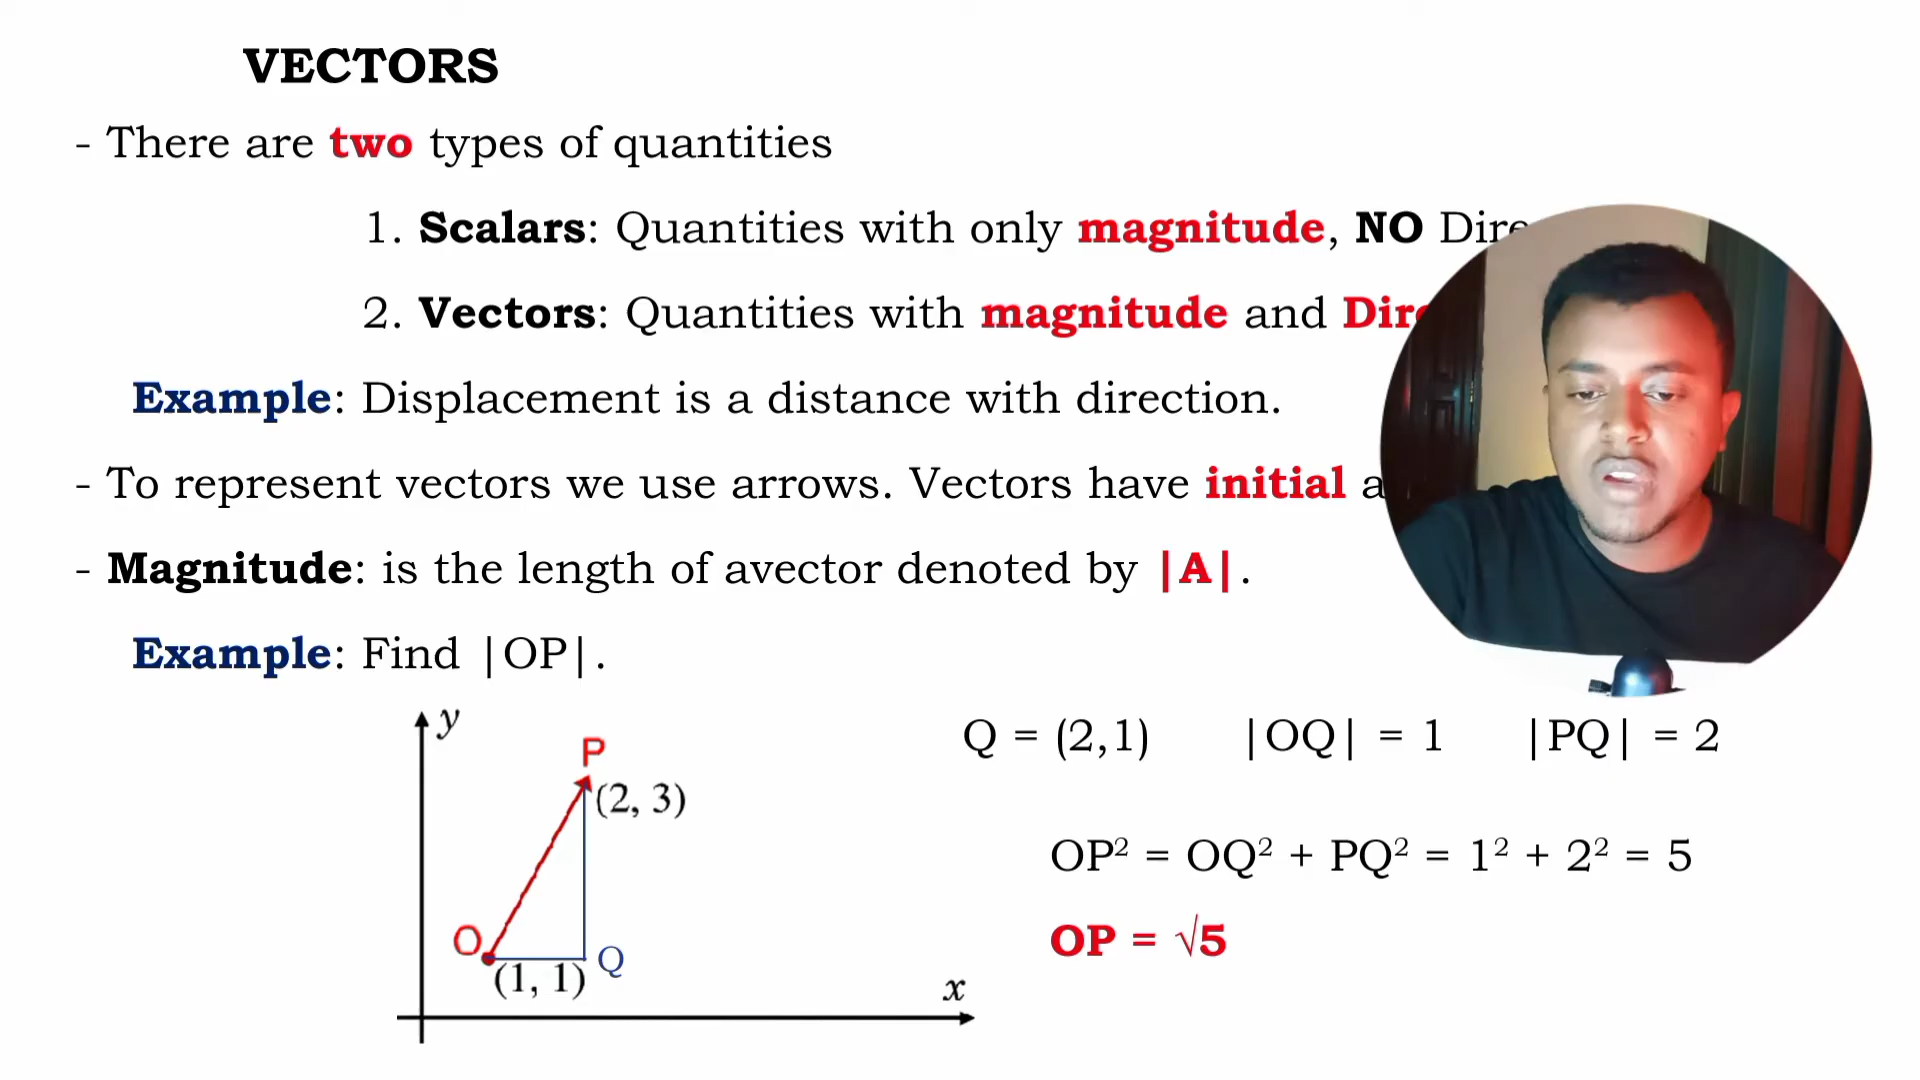 VECTORS
- There are two types of quantities
1. Scalars: Quantities with only magnitude, NO
2. Vectors: Quantities with magnitude and
Example: Displacement is a distance with direction.
- To represent vectors we use arrows. Vectors have initial
- Magnitude: is the length of avector denoted by |A|.
Example: Find |OP|.
y
P
(2, 3)
O
(1, 1)
Q
x
Q = (2,1) |OQ| = 1 |PQ| = 2
OP² = OQ² + PQ² = 1² + 2² = 5
OP = √5